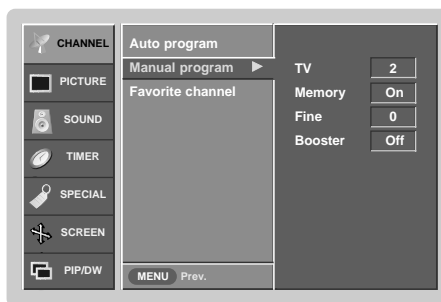 CHANNEL
PICTURE
SOUND
TIMER
SPECIAL
SCREEN
PIP/DW
Auto program
Manual program
Favorite channel
MENU Prev.
TV 2
Memory On
Fine 0
Booster Off